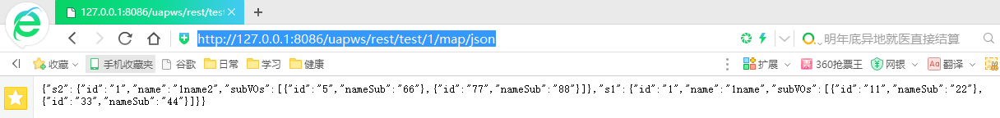 127.0.0.1:8086/uapws/rest/test
http://127.0.0.1:8086/uapws/rest/test/1/map/json
明年底异地就医直接结算
收藏 手机收藏夹 谷歌 日常 学习 健康 扩展 360抢票王 网银 Aa 翻译
{"s2":{"id":"1","name":"1name2","subVOs":[{"id":"5","nameSub":"66"},{"id":"77","nameSub":"88"}]},"s1":{"id":"1","name":"1name","subVOs":[{"id":"11","nameSub":"22"},
{"id":"33","nameSub":"44"}]}}